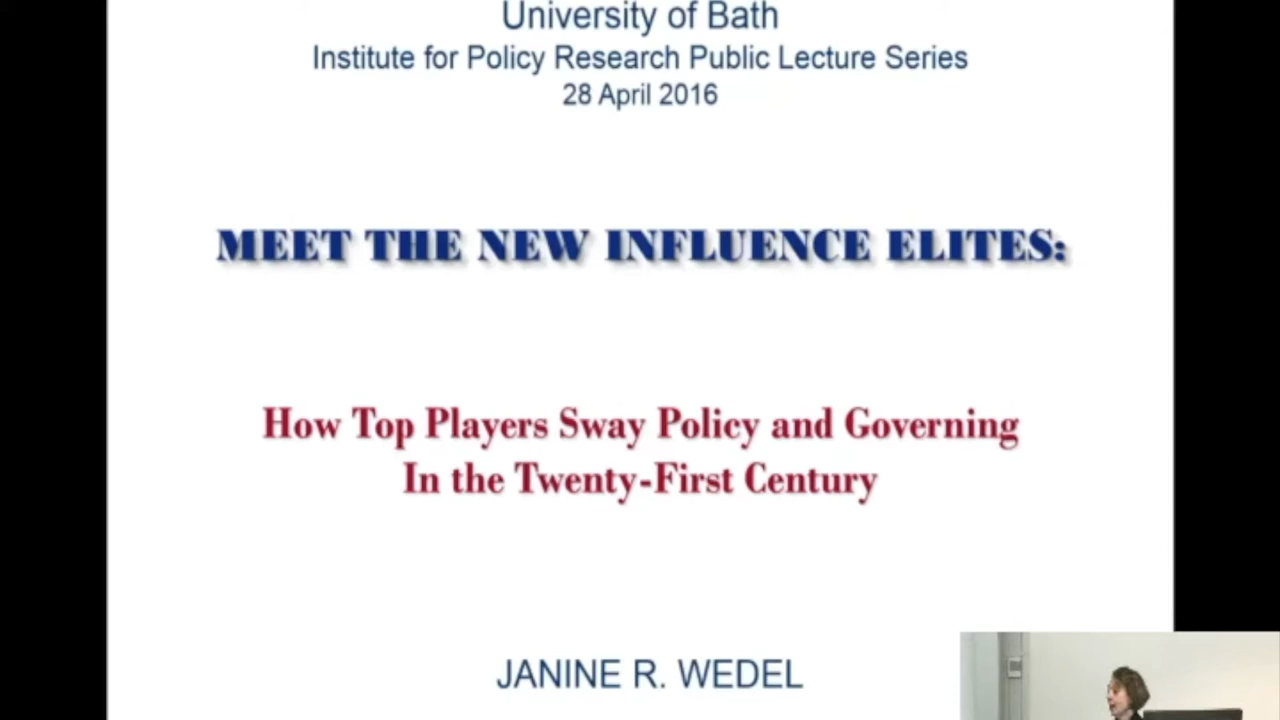 University of Bath
Institute for Policy Research Public Lecture Series
28 April 2016
MEET THE NEW INFLUENCE ELITES:
How Top Players Sway Policy and Governing
In the Twenty-First Century
JANINE R. WEDEL